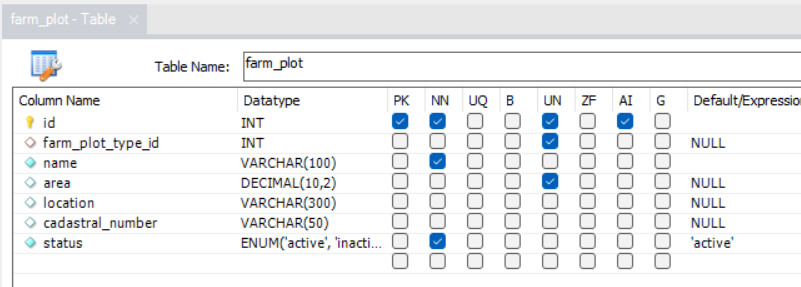 farm_plot - Table ×
Table Name: farm_plot
Column Name Datatype PK NN UQ B UN ZF AI G Default/Expression
id INT
farm_plot_type_id INT NULL
name VARCHAR(100)
area DECIMAL(10,2) NULL
location VARCHAR(300) NULL
cadastral_number VARCHAR(50) NULL
status ENUM('active', 'inacti... 'active'